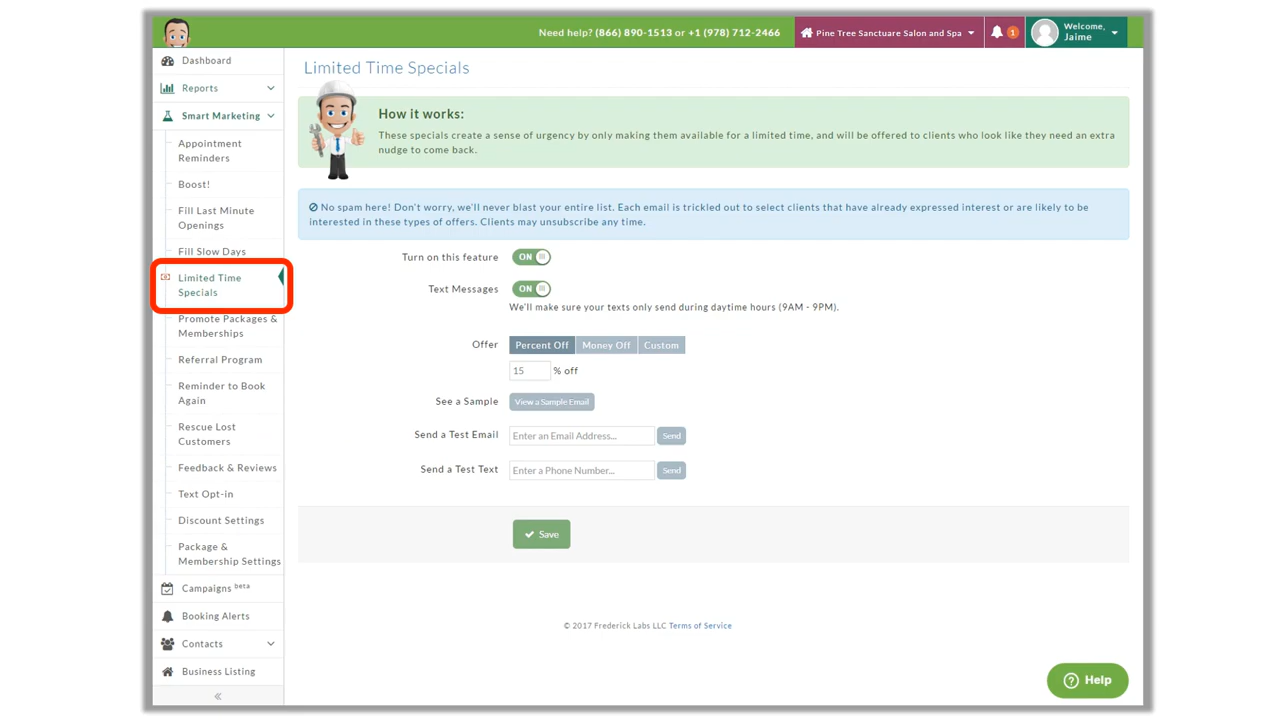 Need help? (866) 890-1513 or +1 (978) 712-2466
Pine Tree Sanctuare Salon and Spa
1
Welcome,
Jaime
Dashboard
Reports
Smart Marketing
Appointment
Reminders
Boost!
Fill Last Minute
Openings
Fill Slow Days
Limited Time
Specials
Promote Packages &
Memberships
Referral Program
Reminder to Book
Again
Rescue Lost
Customers
Feedback & Reviews
Text Opt-in
Discount Settings
Package &
Membership Settings
Campaigns beta
Booking Alerts
Contacts
Business Listing
Limited Time Specials
How it works:
These specials create a sense of urgency by only making them available for a limited time, and will be offered to clients who look like they need an extra
nudge to come back.
No spam here! Don't worry, we'll never blast your entire list. Each email is trickled out to select clients that have already expressed interest or are likely to be
interested in these types of offers. Clients may unsubscribe any time.
Turn on this feature ON
Text Messages ON
We'll make sure your texts only send during daytime hours (9AM - 9PM).
Offer Percent Off Money Off Custom
15 % off
See a Sample View a Sample Email
Send a Test Email Enter an Email Address... Send
Send a Test Text Enter a Phone Number... Send
Save
© 2017 Frederick Labs LLC Terms of Service
Help